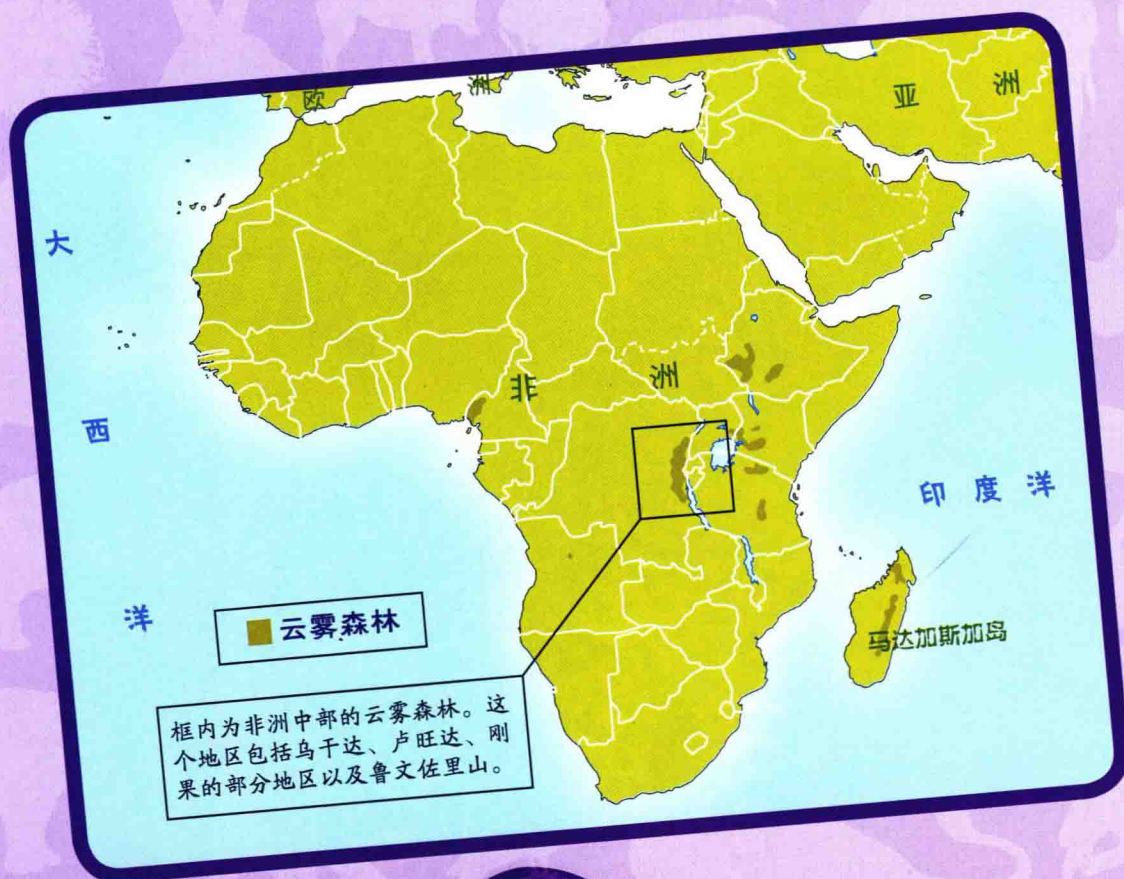 欧 洲
亚 洲
大
西
洋
非 洲
印度洋
马达加斯加岛
云雾森林
框内为非洲中部的云雾森林。这
个地区包括乌干达、卢旺达、刚
果的部分地区以及鲁文佐里山。